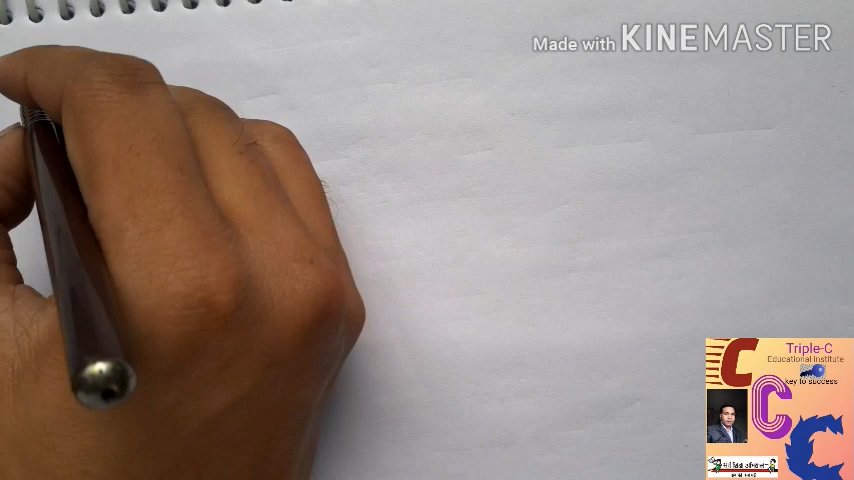 Made with KINEMASTER
Triple-C
Educational Institute
key to success
C
C
C